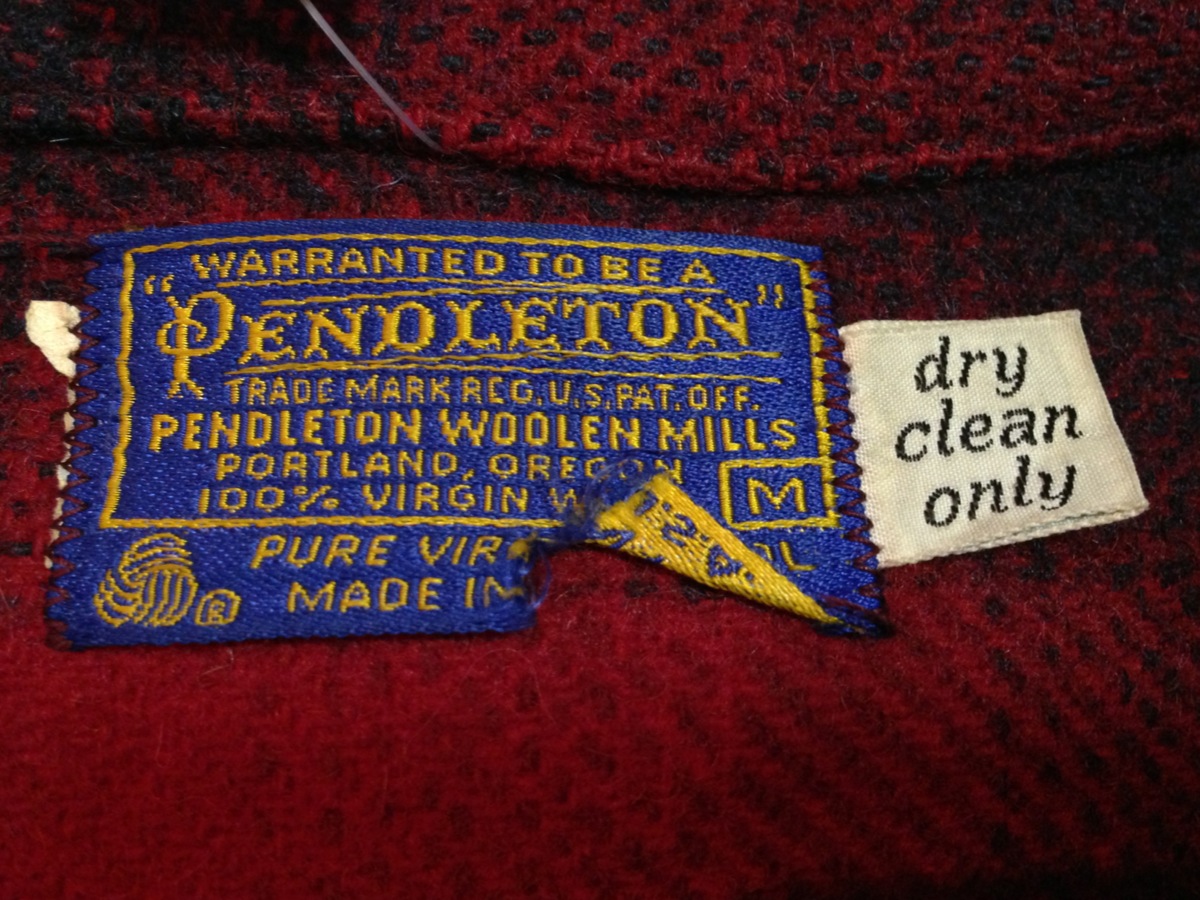 WARRANTED TO BE A
"PENDLETON"
TRADE MARK REG. U.S. PAT. OFF.
PENDLETON WOOLEN MILLS
PORTLAND, OREGON
100% VIRGIN
M
PURE
MADE IN
®
dry
clean
only